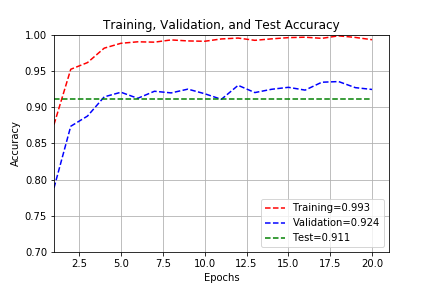 Training, Validation, and Test Accuracy
1.00
0.95
0.90
0.85
0.80
0.75
0.70
Accuracy
Training=0.993
Validation=0.924
Test=0.911
2.5 5.0 7.5 10.0 12.5 15.0 17.5 20.0
Epochs